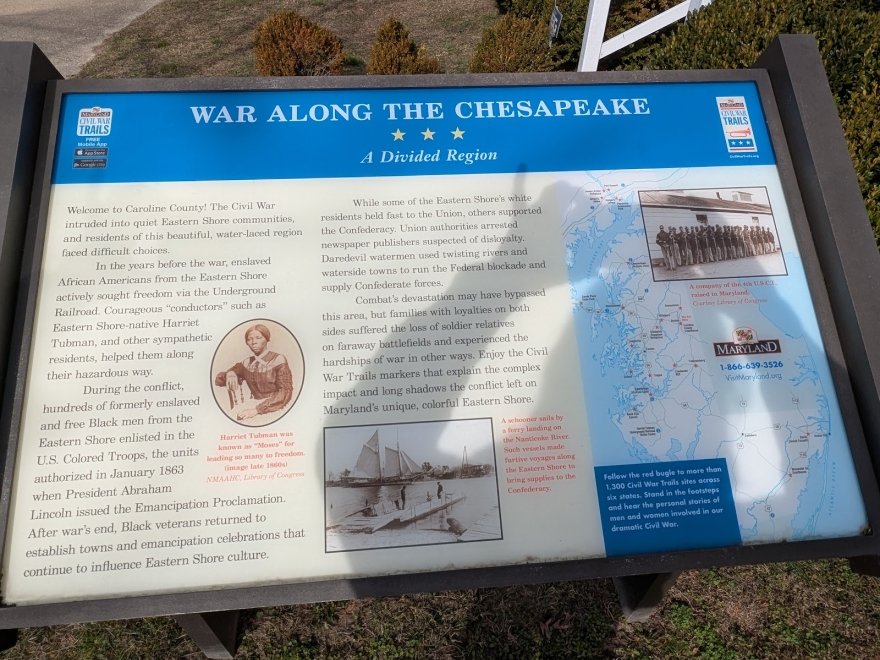 WAR ALONG THE CHESAPEAKE
A Divided Region
MARYLAND
CIVIL WAR
TRAILS
FREE
Mobile App
App Store
Google play
MARYLAND
CIVIL WAR
TRAILS
CivilWarTrails.org
Welcome to Caroline County! The Civil War
intruded into quiet Eastern Shore communities,
and residents of this beautiful, water-laced region
faced difficult choices.
In the years before the war, enslaved
African Americans from the Eastern Shore
actively sought freedom via the Underground
Railroad. Courageous “conductors” such as
Eastern Shore-native Harriet
Tubman, and other sympathetic
residents, helped them along
their hazardous way.
During the conflict,
hundreds of formerly enslaved
and free Black men from the
Eastern Shore enlisted in the
U.S. Colored Troops, the units
authorized in January 1863
when President Abraham
Lincoln issued the Emancipation Proclamation.
After war's end, Black veterans returned to
establish towns and emancipation celebrations that
continue to influence Eastern Shore culture.
Harriet Tubman was
known as “Moses” for
leading so many to freedom.
(image late 1860s)
NMAAHC, Library of Congress
While some of the Eastern Shore's white
residents held fast to the Union, others supported
the Confederacy. Union authorities arrested
newspaper publishers suspected of disloyalty.
Daredevil watermen used twisting rivers and
waterside towns to run the Federal blockade and
supply Confederate forces.
Combat's devastation may have bypassed
this area, but families with loyalties on both
sides suffered the loss of soldier relatives
on faraway battlefields and experienced the
hardships of war in other ways. Enjoy the Civil
War Trails markers that explain the complex
impact and long shadows the conflict left on
Maryland's unique, colorful Eastern Shore.
A schooner sails by
a ferry landing on
the Nanticoke River.
Such vessels made
furtive voyages along
the Eastern Shore to
bring supplies to the
Confederacy.
A company of the 4th U.S.C.I.,
raised in Maryland.
Courtesy Library of Congress
MARYLAND
1-866-639-3526
VisitMaryland.org
Follow the red bugle to more than
1,300 Civil War Trails sites across
six states. Stand in the footsteps
and hear the personal stories of
men and women involved in our
dramatic Civil War.